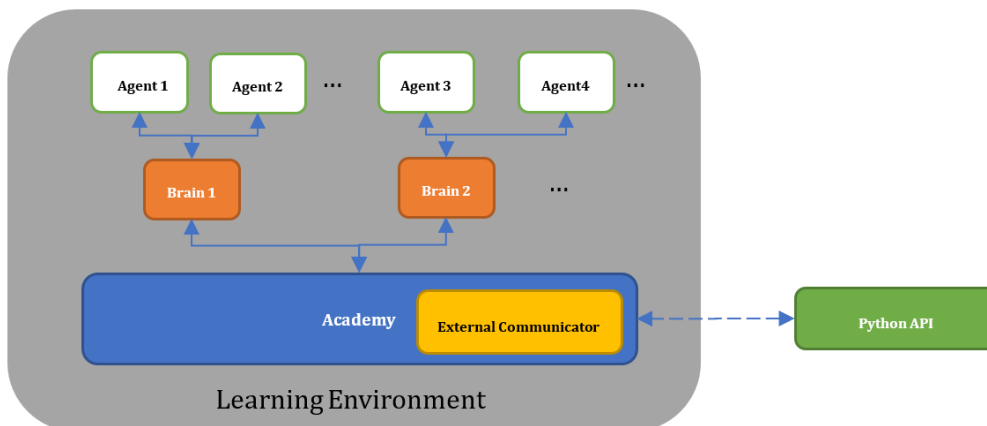 Agent 1
Agent 2
...
Agent 3
Agent4
...
Brain 1
Brain 2
...
Academy
External Communicator
Python API
Learning Environment